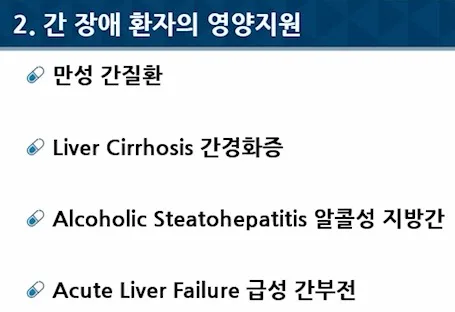 2. 간 장애 환자의 영양지원
만성 간질환
Liver Cirrhosis 간경화증
Alcoholic Steatohepatitis 알콜성 지방간
Acute Liver Failure 급성 간부전